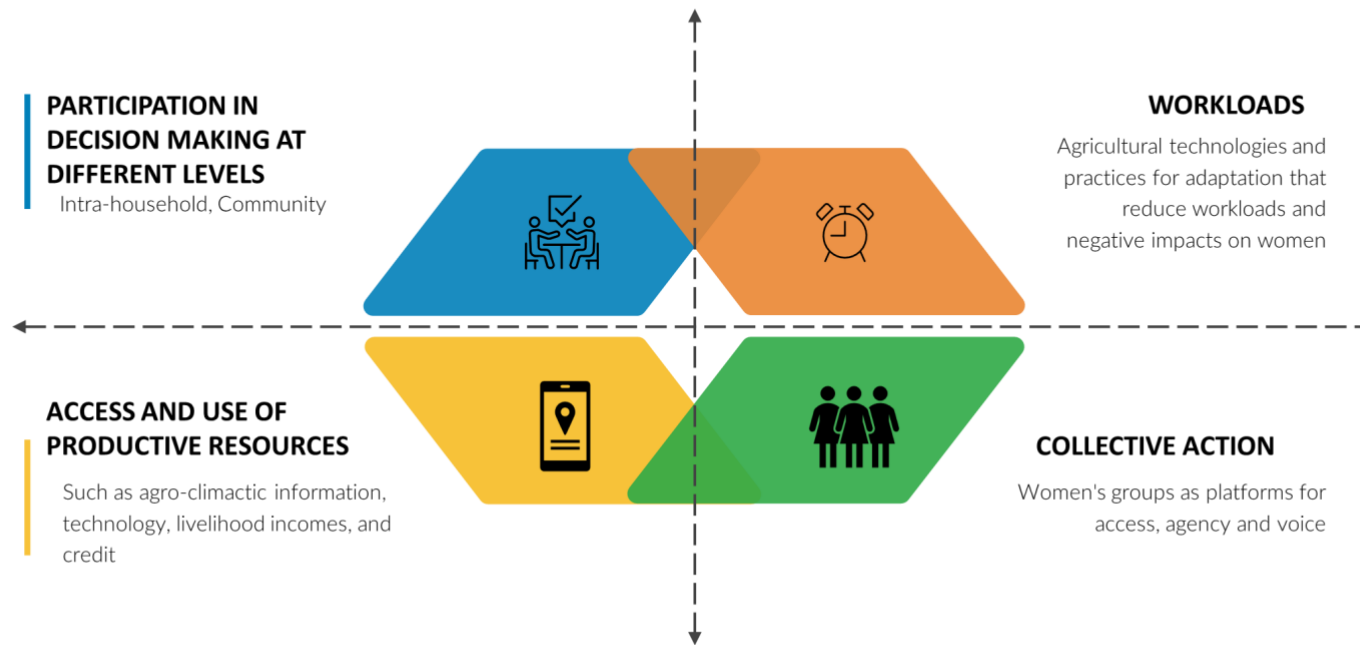 PARTICIPATION IN
DECISION MAKING AT
DIFFERENT LEVELS
Intra-household, Community
WORKLOADS
Agricultural technologies and
practices for adaptation that
reduce workloads and
negative impacts on women
ACCESS AND USE OF
PRODUCTIVE RESOURCES
Such as agro-climactic information,
technology, livelihood incomes, and
credit
COLLECTIVE ACTION
Women's groups as platforms for
access, agency and voice